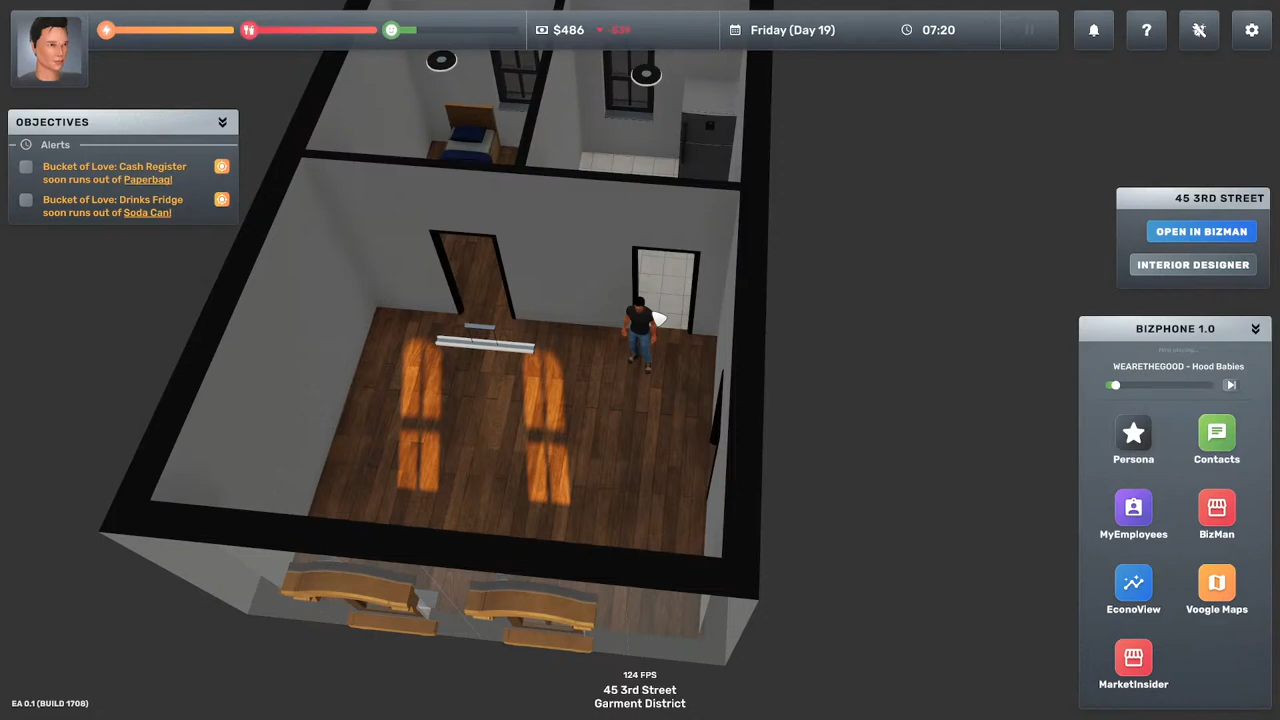 $486
-$39
Friday (Day 19)
07:20
?
OBJECTIVES
Alerts
Bucket of Love: Cash Register
soon runs out of Paperbag!
Bucket of Love: Drinks Fridge
soon runs out of Soda Can!
45 3RD STREET
OPEN IN BIZMAN
INTERIOR DESIGNER
BIZPHONE 1.0
WEARETHEGOOD - Hood Babies
Persona
Contacts
MyEmployees
BizMan
EconoView
Voogle Maps
MarketInsider
124 FPS
45 3rd Street
Garment District
EA 0.1 (BUILD 1708)